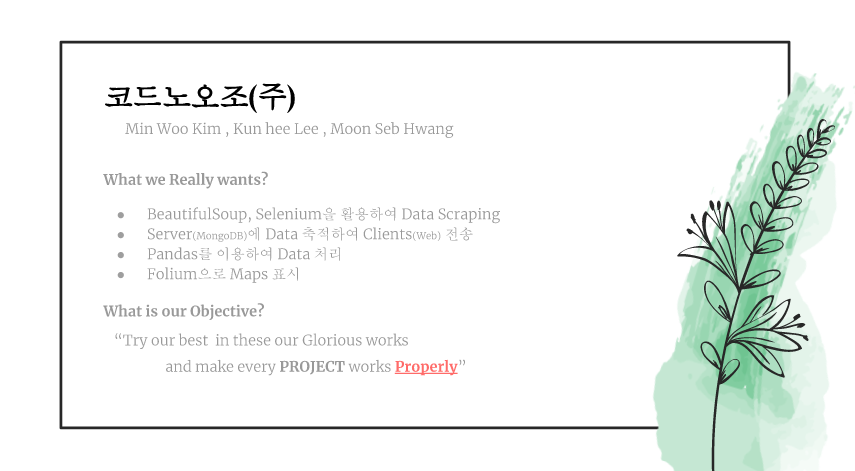 코드노오조(주)
Min Woo Kim , Kun hee Lee , Moon Seb Hwang
What we Really wants?
● BeautifulSoup, Selenium을 활용하여 Data Scraping
● Server(MongoDB)에 Data 축적하여 Clients(Web) 전송
● Pandas를 이용하여 Data 처리
● Folium으로 Maps 표시
What is our Objective?
“Try our best in these our Glorious works
and make every PROJECT works Properly”